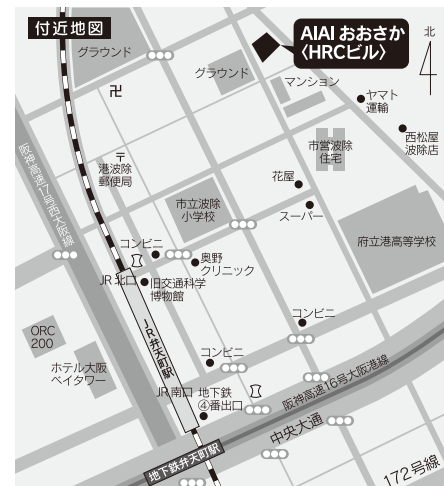 付近地図
AIAI おおさか
〈HRCビル〉
北
グラウンド
グラウンド
マンション
ヤマト
運輸
西松屋
波除店
〒
港波除
郵便局
市営波除
住宅
阪神高速17号西大阪線
花屋
市立波除
小学校
スーパー
府立港高等学校
コンビニ
奥野
クリニック
JR 北口
旧交通科学
博物館
コンビニ
ORC
200
JR弁天町駅
コンビニ
ホテル大阪
ベイタワー
阪神高速16号大阪港線
JR 南口
地下鉄
④番出口
中央大通
地下鉄弁天町駅
172号線